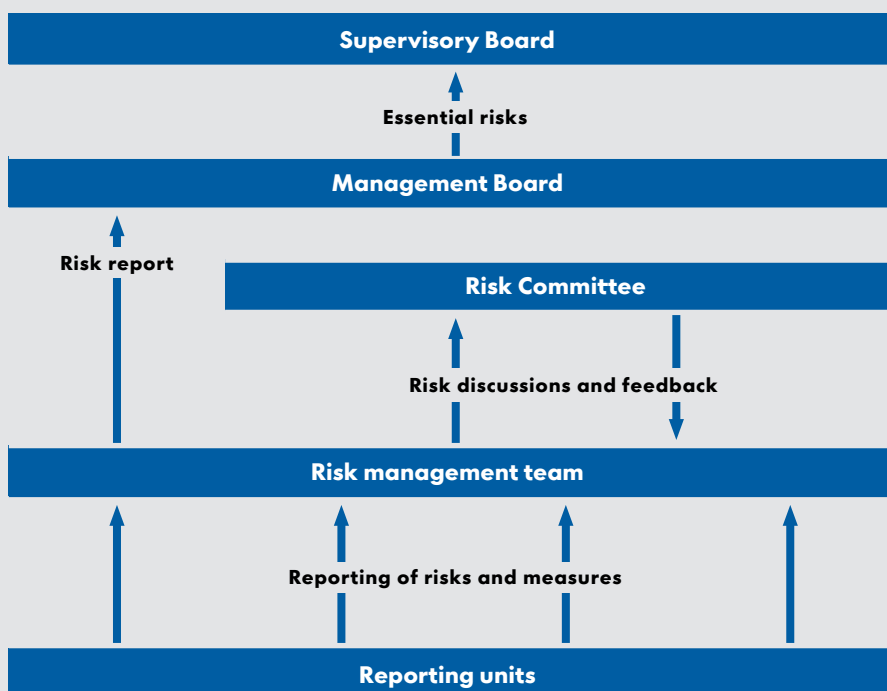 Supervisory Board
Essential risks
Management Board
Risk report
Risk Committee
Risk discussions and feedback
Risk management team
Reporting of risks and measures
Reporting units